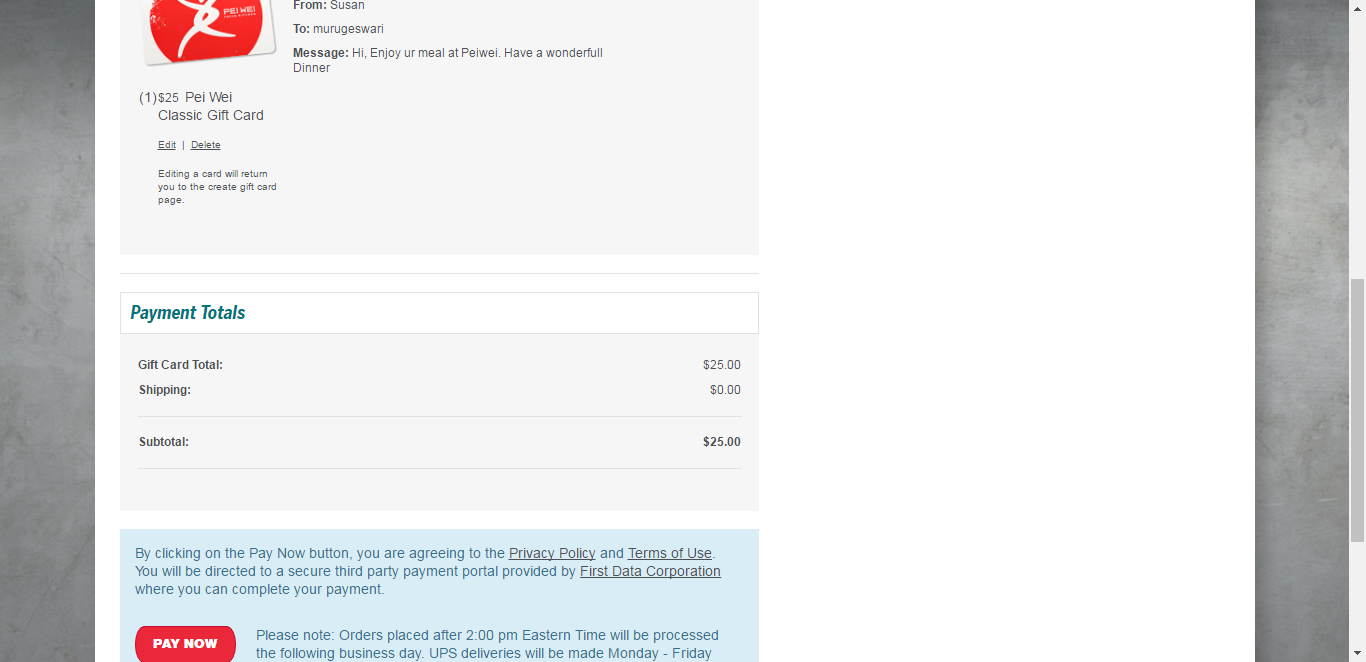 PEI WEI
From: Susan
To: murugeswari
Message: Hi, Enjoy ur meal at Peiwei. Have a wonderfull
Dinner
(1)$25 Pei Wei
Classic Gift Card
Edit | Delete
Editing a card will return
you to the create gift card
page.
Payment Totals
Gift Card Total: $25.00
Shipping: $0.00
Subtotal: $25.00
By clicking on the Pay Now button, you are agreeing to the Privacy Policy and Terms of Use.
You will be directed to a secure third party payment portal provided by First Data Corporation
where you can complete your payment.
PAY NOW
Please note: Orders placed after 2:00 pm Eastern Time will be processed
the following business day. UPS deliveries will be made Monday - Friday